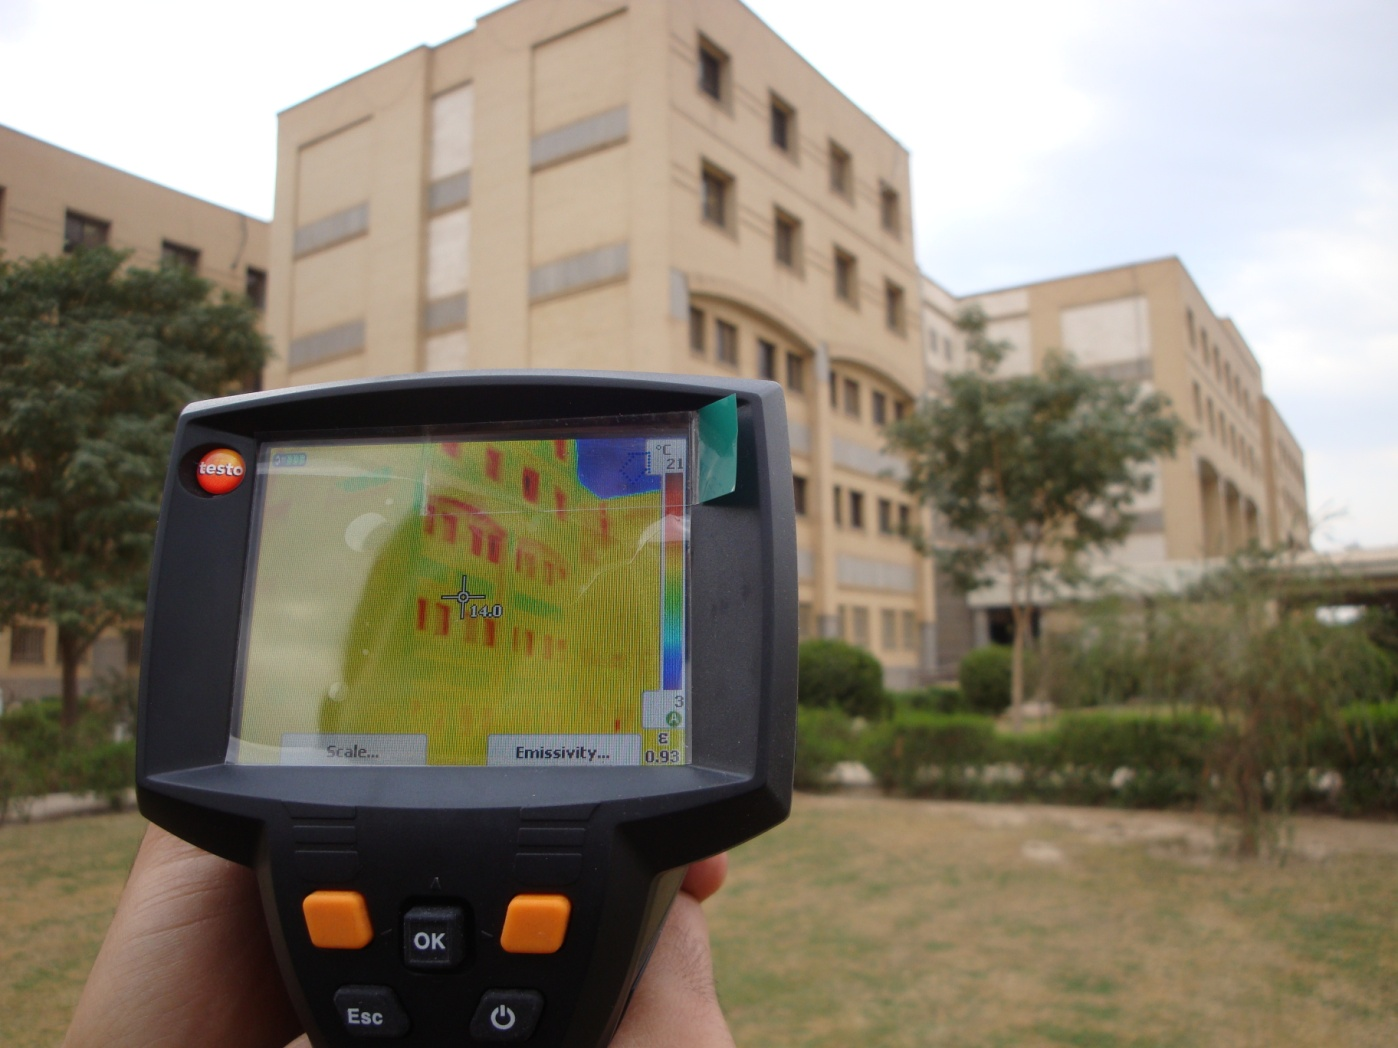 testo
°C
21
14.0
3
A
ε
0.93
Scale...
Emissivity...
OK
Esc